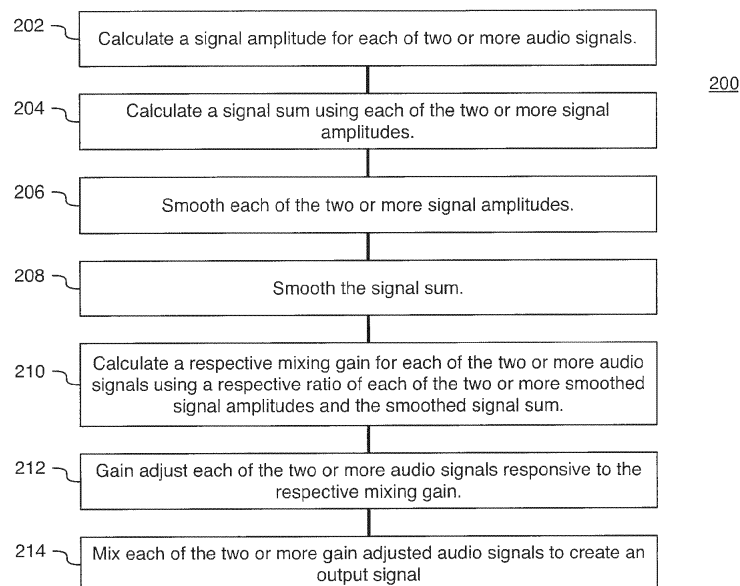 202
Calculate a signal amplitude for each of two or more audio signals.
200
204
Calculate a signal sum using each of the two or more signal
amplitudes.
206
Smooth each of the two or more signal amplitudes.
208
Smooth the signal sum.
210
Calculate a respective mixing gain for each of the two or more audio
signals using a respective ratio of each of the two or more smoothed
signal amplitudes and the smoothed signal sum.
212
Gain adjust each of the two or more audio signals responsive to the
respective mixing gain.
214
Mix each of the two or more gain adjusted audio signals to create an
output signal